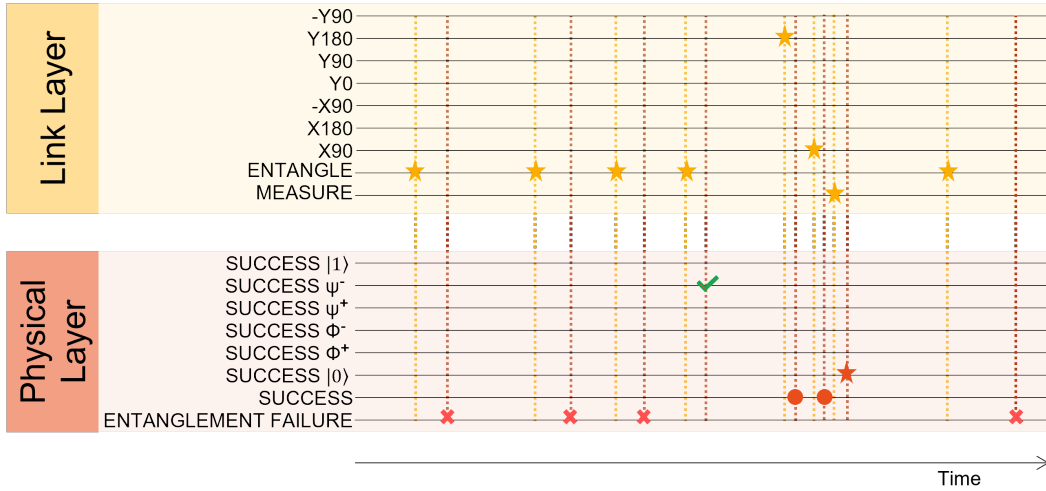 Link Layer
-Y90
Y180
Y90
Y0
-X90
X180
X90
ENTANGLE
MEASURE
Physical
Layer
SUCCESS |1⟩
SUCCESS Ψ⁻
SUCCESS Ψ⁺
SUCCESS Φ⁻
SUCCESS Φ⁺
SUCCESS |0⟩
SUCCESS
ENTANGLEMENT FAILURE
Time